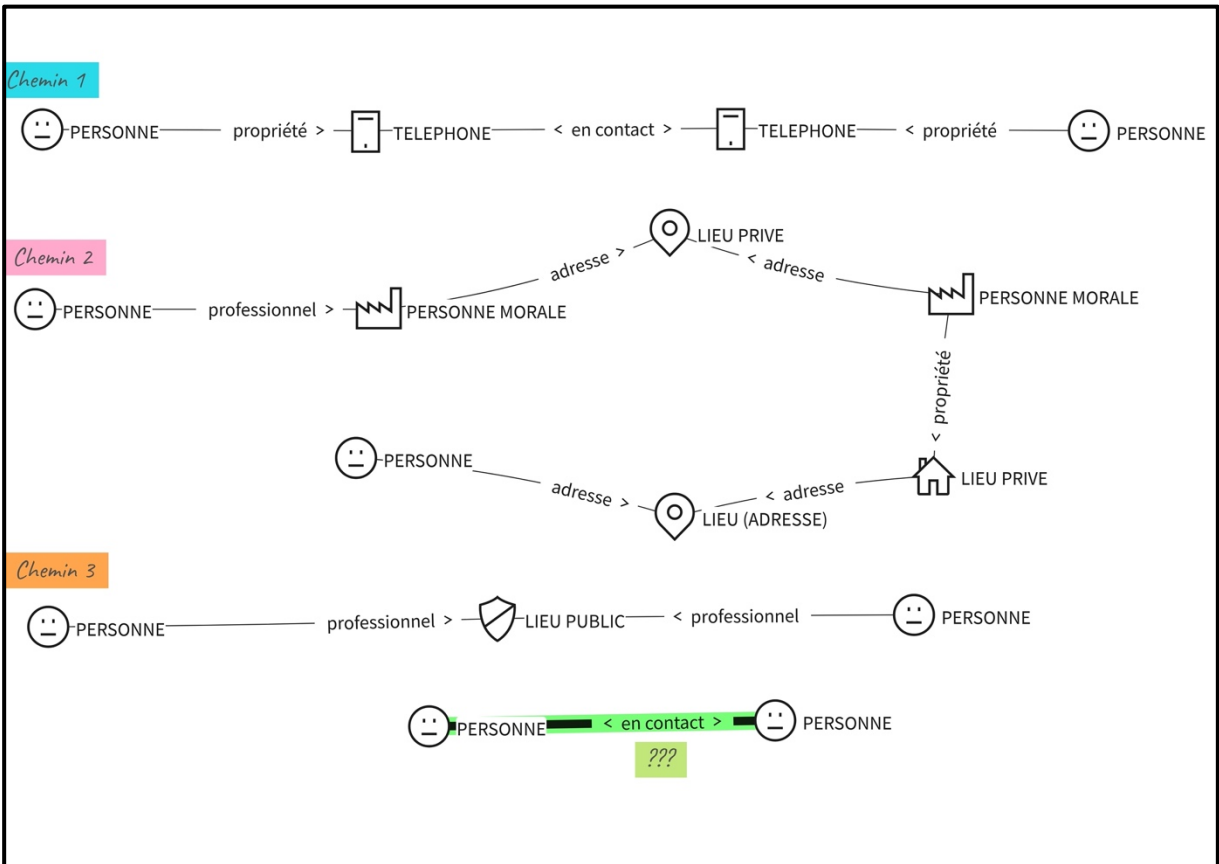 Chemin 1
PERSONNE propriété > TELEPHONE < en contact > TELEPHONE < propriété PERSONNE
LIEU PRIVE
Chemin 2
adresse > < adresse
PERSONNE professionnel > PERSONNE MORALE PERSONNE MORALE
< propriété
PERSONNE
LIEU PRIVE
adresse > < adresse
LIEU (ADRESSE)
Chemin 3
PERSONNE professionnel > LIEU PUBLIC < professionnel PERSONNE
PERSONNE < en contact > PERSONNE
???